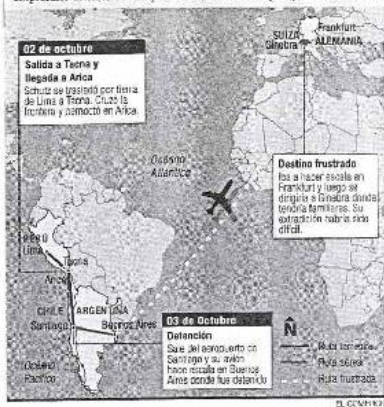 Frankfurt
SUIZA
Ginebra
ALEMANIA
02 de octubre
Salida a Tacna y
llegada a Arica
Schutz se trasladó por tierra
de Lima a Tacna. Cruzó la
frontera y pernoctó en Arica.
Océano
Atlántico
Destino frustrado
Iba a hacer escala en
Frankfurt y luego se
dirigiría a Ginebra donde
tendría familiares. Su
extradición habría sido
difícil.
PERÚ
Lima
Tacna
Arica
CHILE
ARGENTINA
Santiago
Buenos Aires
03 de Octubre
Detención
Sale del aeropuerto de
Santiago y su avión
hace escala en Buenos
Aires donde fue detenido
N
Ruta terrestre
Ruta aérea
Ruta frustrada
Océano
Pacífico
EL COMERCIO